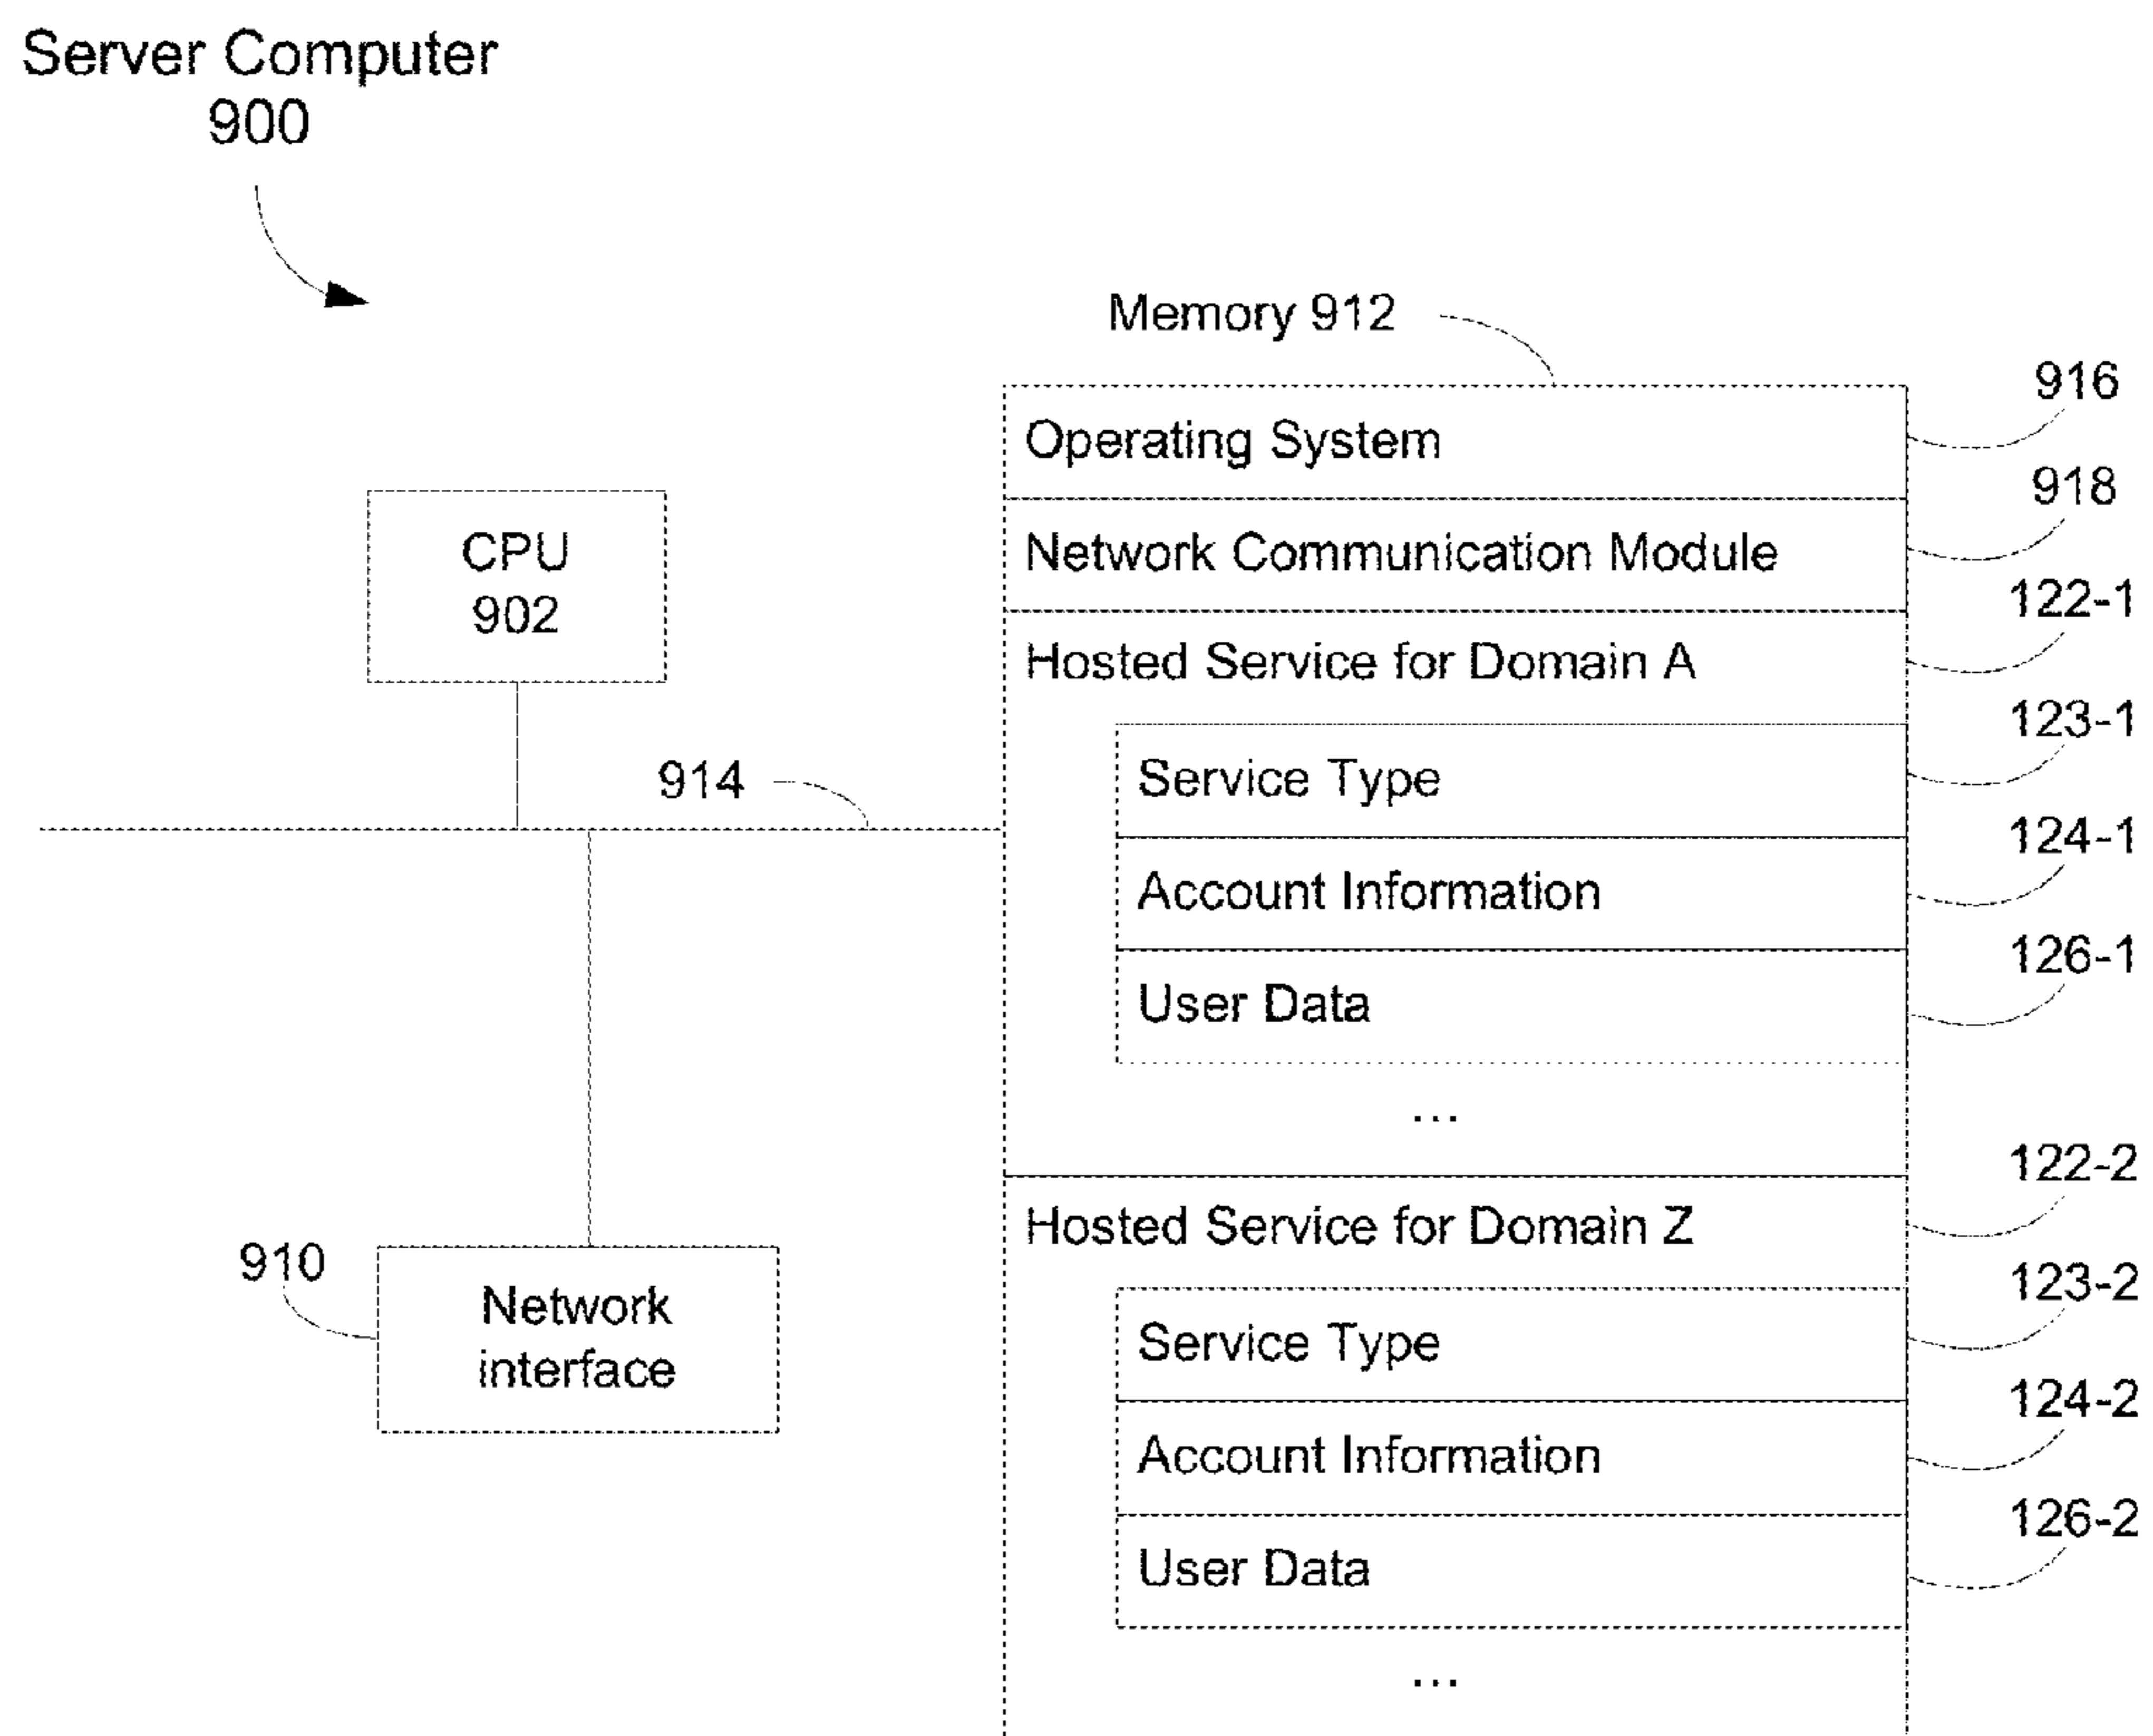 Server Computer
900
Memory 912
916
Operating System
918
Network Communication Module
CPU
902
122-1
Hosted Service for Domain A
123-1
Service Type
914
124-1
Account Information
126-1
User Data
...
122-2
Hosted Service for Domain Z
910
Network
interface
123-2
Service Type
124-2
Account Information
126-2
User Data
...